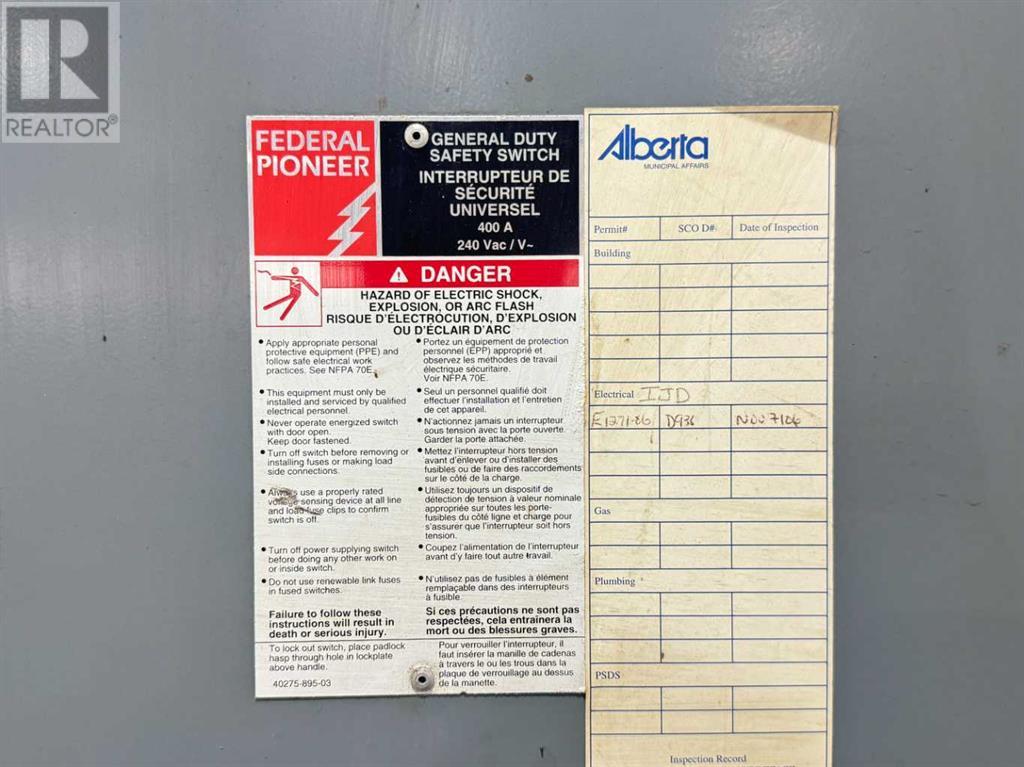 REALTOR®
FEDERAL
PIONEER
GENERAL DUTY
SAFETY SWITCH
INTERRUPTEUR DE
SÉCURITÉ
UNIVERSEL
400 A
240 Vac / V~
DANGER
HAZARD OF ELECTRIC SHOCK,
EXPLOSION, OR ARC FLASH
RISQUE D'ÉLECTROCUTION, D'EXPLOSION
OU D'ÉCLAIR D'ARC
• Apply appropriate personal
protective equipment (PPE) and
follow safe electrical work
practices. See NFPA 70E.
• This equipment must only be
installed and serviced by qualified
electrical personnel.
• Never operate energized switch
with door open.
Keep door fastened.
• Turn off switch before removing or
installing fuses or making load
side connections.
• Always use a properly rated
voltage sensing device at all line
and load fuse clips to confirm
switch is off.
• Turn off power supplying switch
before doing any other work on
or inside switch.
• Do not use renewable link fuses
in fused switches.
Failure to follow these
instructions will result in
death or serious injury.
To lock out switch, place padlock
hasp through hole in lockplate
above handle.
40275-895-03
• Portez un équipement de protection
personnel (ÉPP) approprié et
observez les méthodes de travail
électrique sécuritaire.
Voir NFPA 70E.
• Seul un personnel qualifié doit
effectuer l'installation et l'entretien
de cet appareil.
• N'actionnez jamais un interrupteur
sous tension avec la porte ouverte.
Garder la porte attachée.
• Mettez l'interrupteur hors tension
avant d'enlever ou d'installer des
fusibles ou de faire des raccordements
sur le côté de la charge.
• Utilisez toujours un dispositif de
détection de tension à valeur nominale
appropriée sur toutes les porte-
fusibles du côté ligne et charge pour
s'assurer que l'interrupteur soit hors
tension.
• Coupez l'alimentation de l'interrupteur
avant d'y faire tout autre travail.
• N'utilisez pas de fusibles à élément
remplaçable dans des interrupteurs
à fusible.
Si ces précautions ne sont pas
respectées, cela entraînera la
mort ou des blessures graves.
Pour verrouiller l'interrupteur, il
faut insérer la manille de cadenas
à travers le ou les trous dans la
plaque de verrouillage au dessus
de la manette.
Alberta
MUNICIPAL AFFAIRS
Permit# SCO D#. Date of Inspection
Building
Electrical IJD
E1271-06 D936 NOV 7/06
Gas
Plumbing
PSDS
Inspection Record